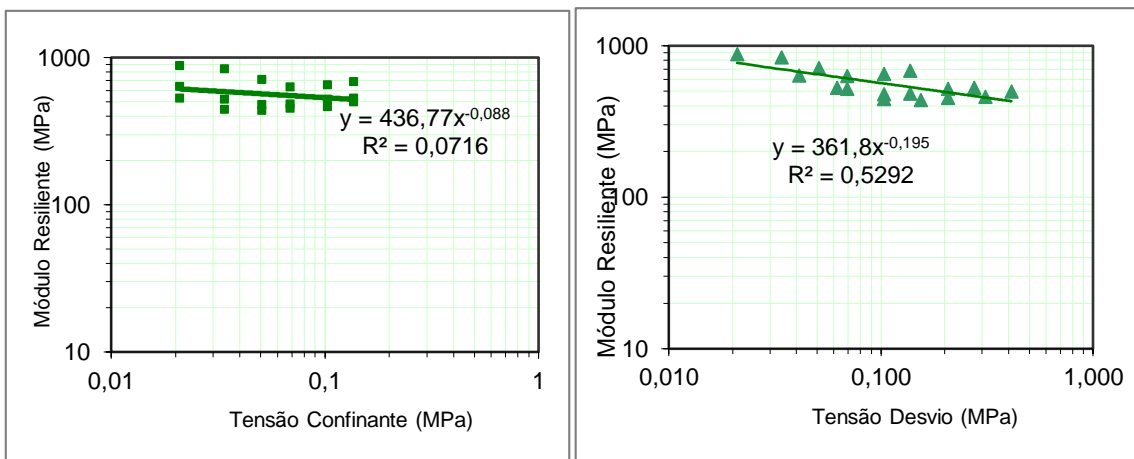 1000
100
10
0,01
0,1
1
Módulo Resiliente (MPa)
Tensão Confinante (MPa)
y = 436,77x^-0,088
R² = 0,0716
1000
100
10
0,010
0,100
1,000
Módulo Resiliente (MPa)
Tensão Desvio (MPa)
y = 361,8x^-0,195
R² = 0,5292